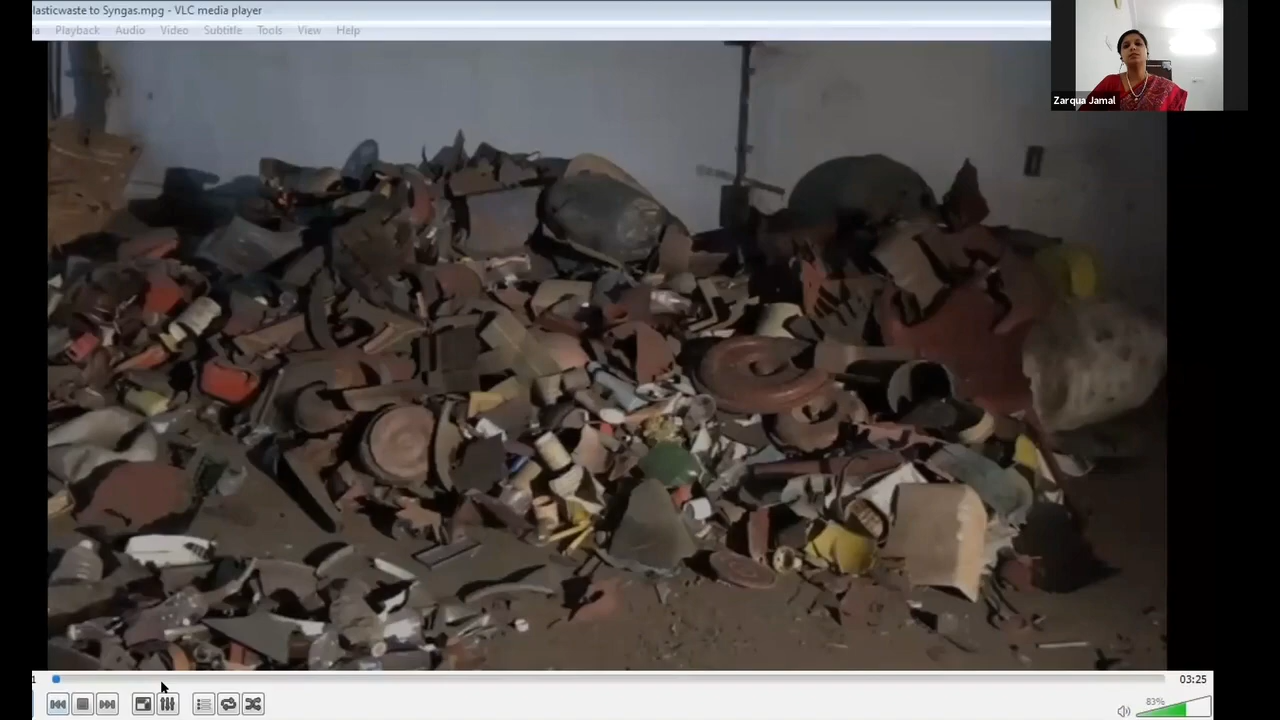 lasticwaste to Syngas.mpg - VLC media player
a Playback Audio Video Subtitle Tools View Help
Zarqua Jamal
1 03:25
83%